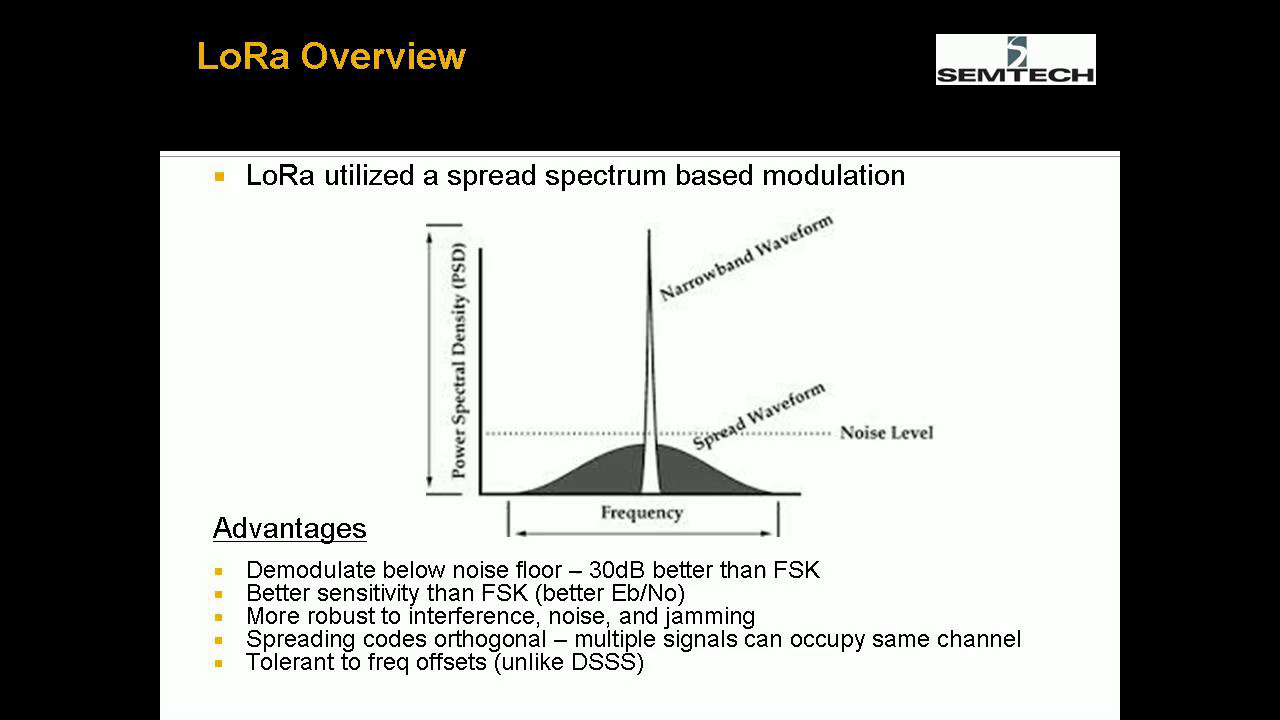 LoRa Overview
SEMTECH
LoRa utilized a spread spectrum based modulation
Power Spectral Density (PSD)
Narrowband Waveform
Spread Waveform
Noise Level
Frequency
Advantages
Demodulate below noise floor – 30dB better than FSK
Better sensitivity than FSK (better Eb/No)
More robust to interference, noise, and jamming
Spreading codes orthogonal – multiple signals can occupy same channel
Tolerant to freq offsets (unlike DSSS)